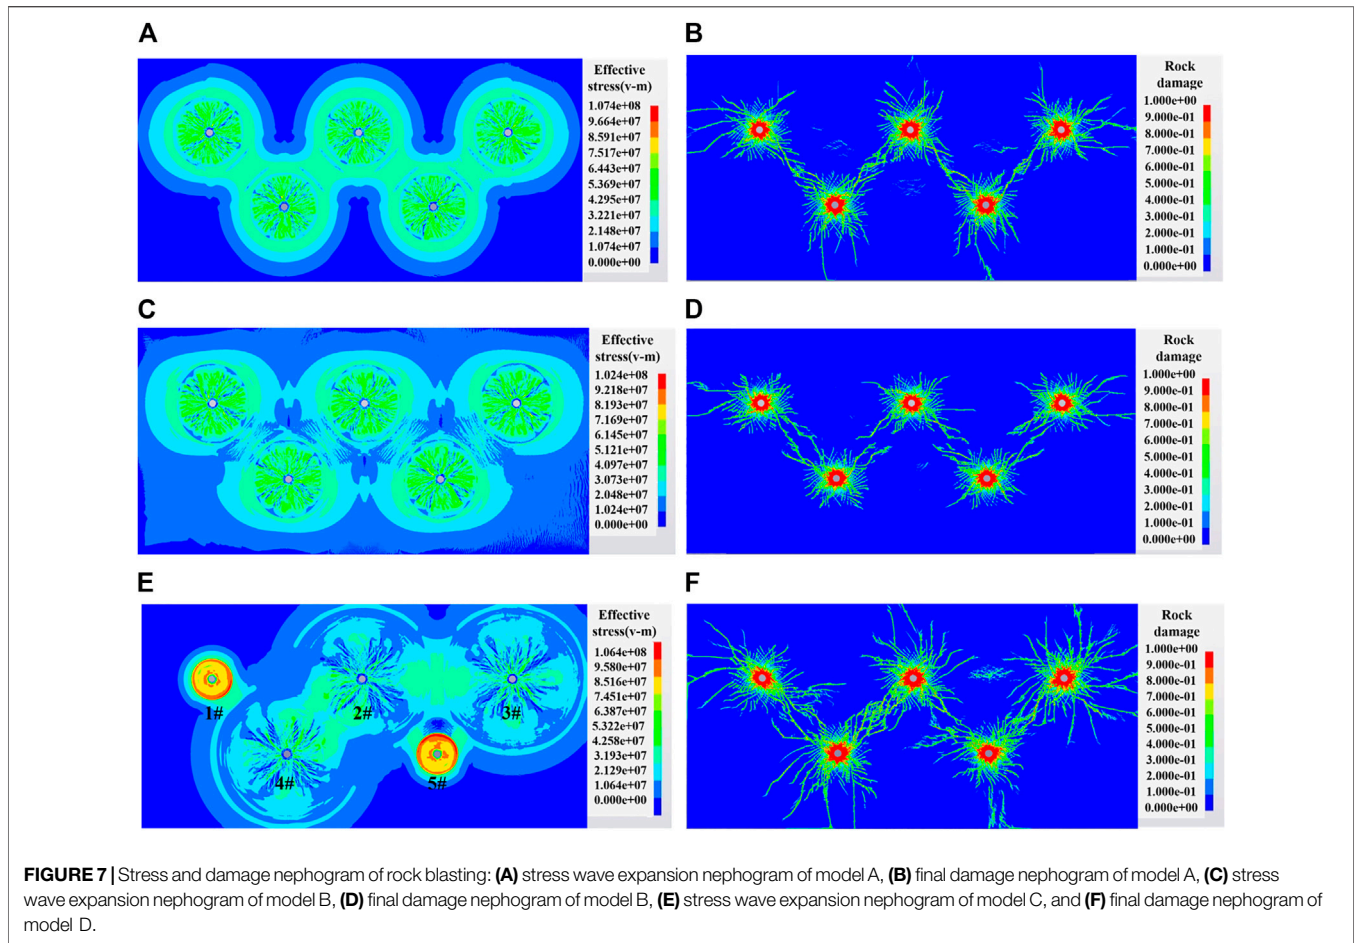 A
Effective
stress(v-m)
1.074e+08
9.664e+07
8.591e+07
7.517e+07
6.443e+07
5.369e+07
4.295e+07
3.221e+07
2.148e+07
1.074e+07
0.000e+00
B
Rock
damage
1.000e+00
9.000e-01
8.000e-01
7.000e-01
6.000e-01
5.000e-01
4.000e-01
3.000e-01
2.000e-01
1.000e-01
0.000e+00
C
Effective
stress(v-m)
1.024e+08
9.218e+07
8.193e+07
7.169e+07
6.145e+07
5.121e+07
4.097e+07
3.073e+07
2.048e+07
1.024e+07
0.000e+00
D
Rock
damage
1.000e+00
9.000e-01
8.000e-01
7.000e-01
6.000e-01
5.000e-01
4.000e-01
3.000e-01
2.000e-01
1.000e-01
0.000e+00
E
1#
2#
3#
4#
5#
Effective
stress(v-m)
1.064e+08
9.580e+07
8.516e+07
7.451e+07
6.387e+07
5.322e+07
4.258e+07
3.193e+07
2.129e+07
1.064e+07
0.000e+00
F
Rock
damage
1.000e+00
9.000e-01
8.000e-01
7.000e-01
6.000e-01
5.000e-01
4.000e-01
3.000e-01
2.000e-01
1.000e-01
0.000e+00
FIGURE 7 | Stress and damage nephogram of rock blasting: (A) stress wave expansion nephogram of model A, (B) final damage nephogram of model A, (C) stress
wave expansion nephogram of model B, (D) final damage nephogram of model B, (E) stress wave expansion nephogram of model C, and (F) final damage nephogram of
model D.